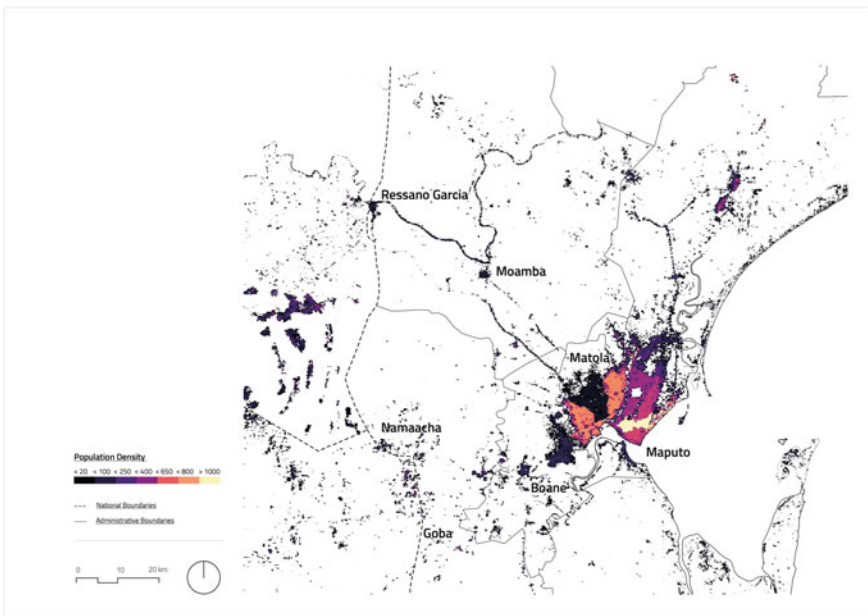 Ressano Garcia
Moamba
Matola
Namaacha
Maputo
Boane
Goba
Population Density
< 20 < 100 < 250 < 400 < 650 < 800 > 1000
National Boundaries
Administrative Boundaries
0 10 20 km